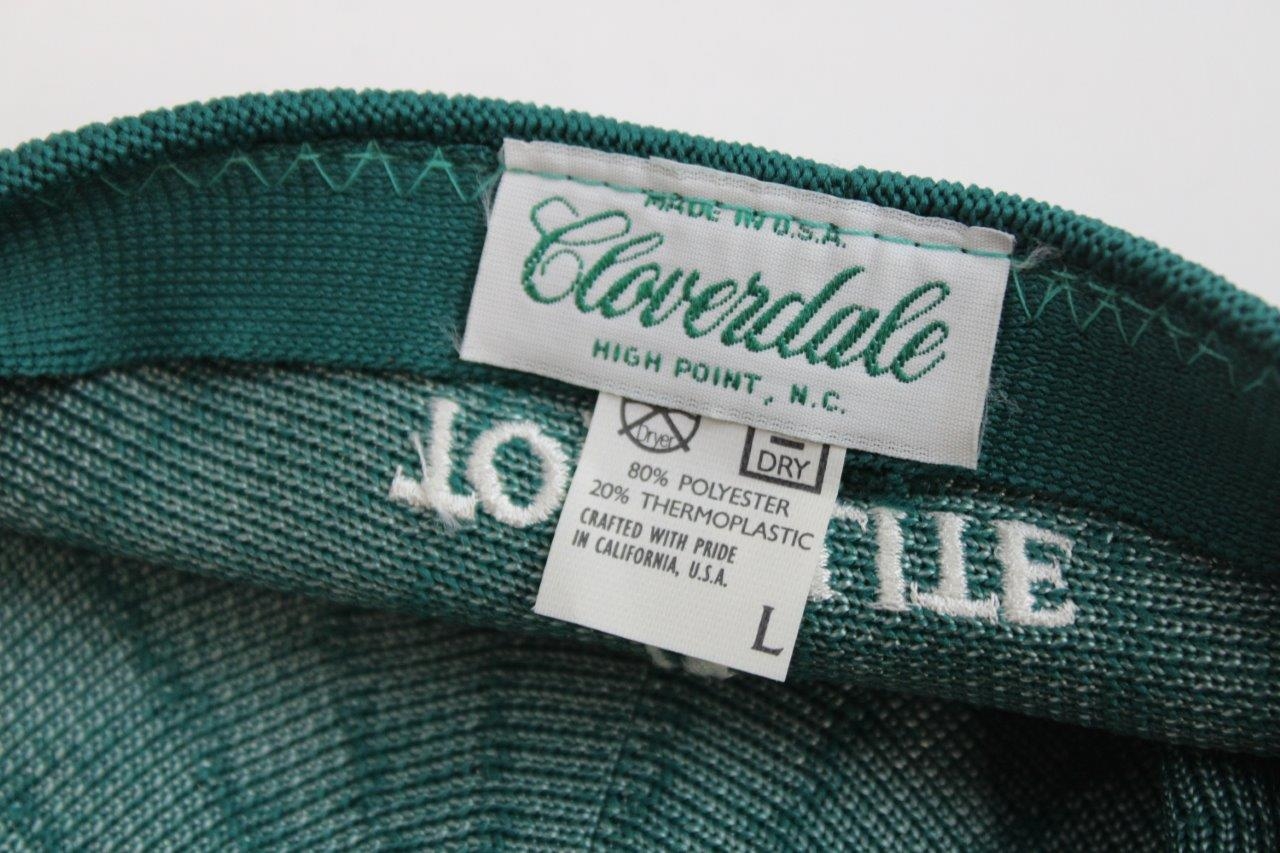 MADE IN U.S.A.
Cloverdale
HIGH POINT, N.C.
Dryer
DRY
80% POLYESTER
20% THERMOPLASTIC
CRAFTED WITH PRIDE
IN CALIFORNIA, U.S.A.
L